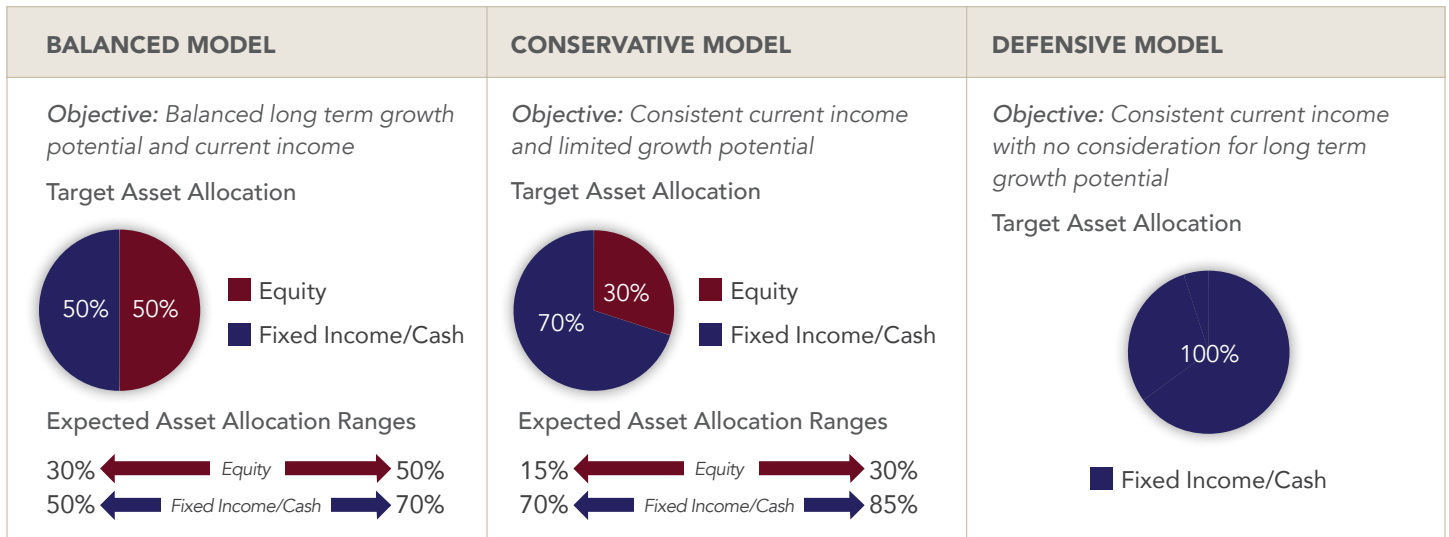 BALANCED MODEL
Objective: Balanced long term growth
potential and current income
Target Asset Allocation
50% 50%
Equity
Fixed Income/Cash
Expected Asset Allocation Ranges
30% Equity 50%
50% Fixed Income/Cash 70%
CONSERVATIVE MODEL
Objective: Consistent current income
and limited growth potential
Target Asset Allocation
30%
70%
Equity
Fixed Income/Cash
Expected Asset Allocation Ranges
15% Equity 30%
70% Fixed Income/Cash 85%
DEFENSIVE MODEL
Objective: Consistent current income
with no consideration for long term
growth potential
Target Asset Allocation
100%
Fixed Income/Cash